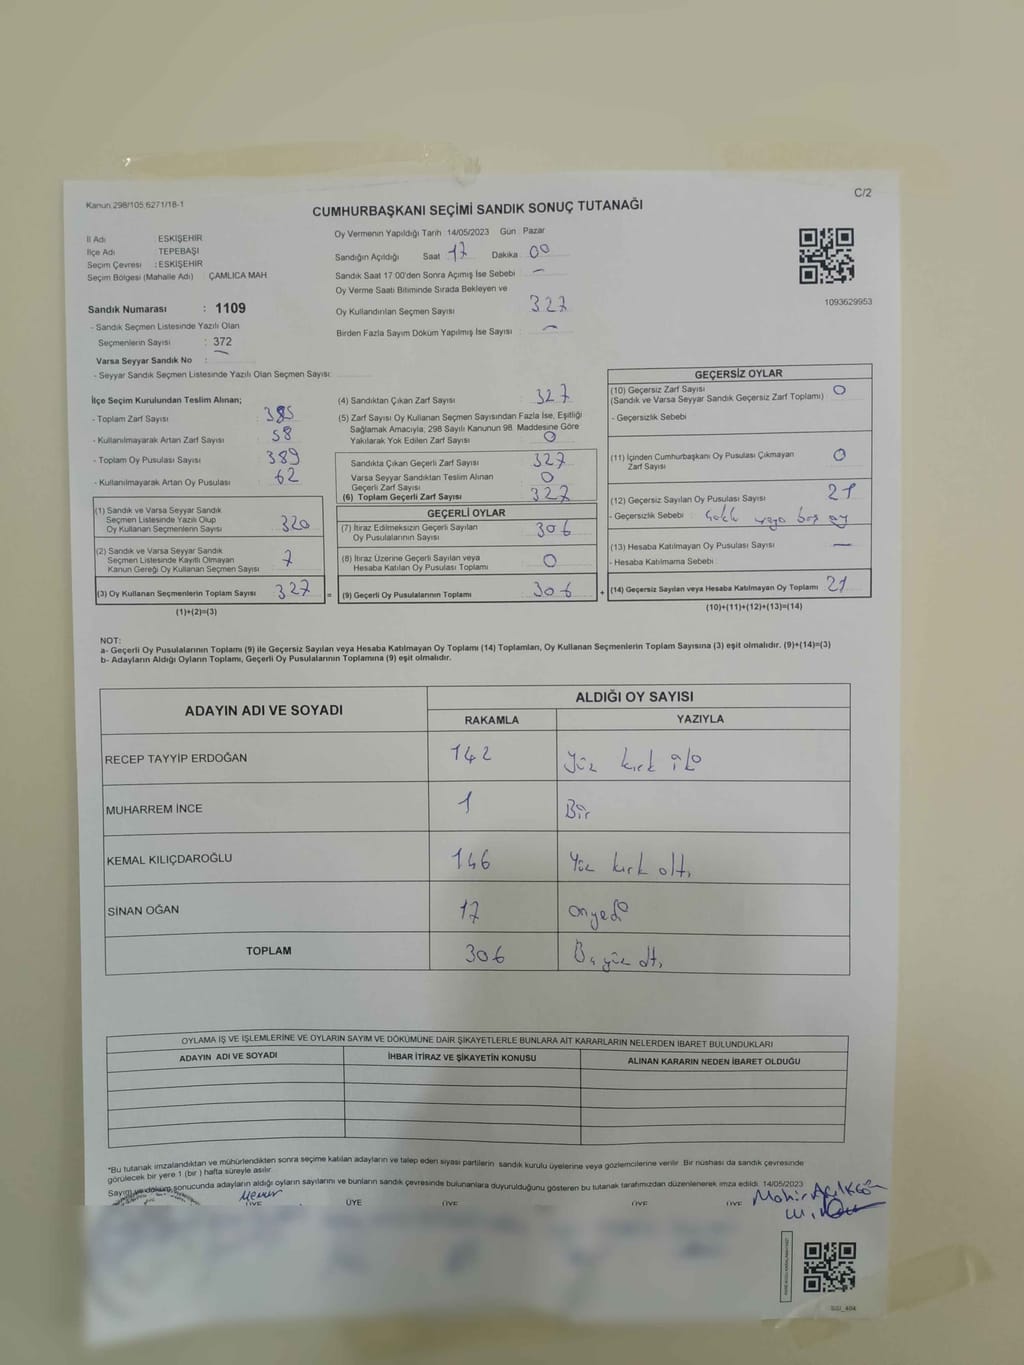 Kanun 298/105,6271/18-1
C/2
CUMHURBAŞKANI SEÇİMİ SANDIK SONUÇ TUTANAĞI
İl Adı : ESKİŞEHİR
İlçe Adı : TEPEBAŞI
Seçim Çevresi : ESKİŞEHİR
Seçim Bölgesi (Mahalle Adı) : ÇAMLICA MAH
Sandık Numarası : 1109
- Sandık Seçmen Listesinde Yazılı Olan
Seçmenlerin Sayısı : 372
Varsa Seyyar Sandık No : —
- Seyyar Sandık Seçmen Listesinde Yazılı Olan Seçmen Sayısı:
Oy Vermenin Yapıldığı Tarih :14/05/2023 Gün : Pazar
Sandığın Açıldığı Saat 17 Dakika 00
Sandık Saat 17:00'den Sonra Açımış İse Sebebi —
Oy Verme Saati Bitiminde Sırada Bekleyen ve
Oy Kullandırılan Seçmen Sayısı 327
Birden Fazla Sayım Döküm Yapılmış İse Sayısı : —
1093629953
İlçe Seçim Kurulundan Teslim Alınan;
- Toplam Zarf Sayısı 385
- Kullanılmayarak Artan Zarf Sayısı 58
- Toplam Oy Pusulası Sayısı 389
- Kullanılmayarak Artan Oy Pusulası 62
(1) Sandık ve Varsa Seyyar Sandık
Seçmen Listesinde Yazılı Olup
Oy Kullanan Seçmenlerin Sayısı 320
(2) Sandık ve Varsa Seyyar Sandık
Seçmen Listesinde Kayıtlı Olmayan
Kanun Gereği Oy Kullanan Seçmen Sayısı 7
(3) Oy Kullanan Seçmenlerin Toplam Sayısı 327
(1)+(2)=(3)
(4) Sandıktan Çıkan Zarf Sayısı 327
(5) Zarf Sayısı Oy Kullanan Seçmen Sayısından Fazla İse, Eşitliği
Sağlamak Amacıyla; 298 Sayılı Kanunun 98. Maddesine Göre
Yakılarak Yok Edilen Zarf Sayısı 0
Sandıkta Çıkan Geçerli Zarf Sayısı 327
Varsa Seyyar Sandıktan Teslim Alınan
Geçerli Zarf Sayısı 0
(6) Toplam Geçerli Zarf Sayısı 327
GEÇERLİ OYLAR
(7) İtiraz Edilmeksizin Geçerli Sayılan
Oy Pusulalarının Sayısı 306
(8) İtiraz Üzerine Geçerli Sayılan veya
Hesaba Katılan Oy Pusulası Toplamı 0
= (9) Geçerli Oy Pusulalarının Toplamı 306 +
GEÇERSİZ OYLAR
(10) Geçersiz Zarf Sayısı 0
(Sandık ve Varsa Seyyar Sandık Geçersiz Zarf Toplamı)
- Geçersizlik Sebebi
(11) İçinden Cumhurbaşkanı Oy Pusulası Çıkmayan 0
Zarf Sayısı
(12) Geçersiz Sayılan Oy Pusulası Sayısı 21
- Geçersizlik Sebebi veya boş oy
(13) Hesaba Katılmayan Oy Pusulası Sayısı —
- Hesaba Katılmama Sebebi
(14) Geçersiz Sayılan veya Hesaba Katılmayan Oy Toplamı 21
(10)+(11)+(12)+(13)=(14)
NOT:
a- Geçerli Oy Pusulalarının Toplamı (9) ile Geçersiz Sayılan veya Hesaba Katılmayan Oy Toplamı (14) Toplamları, Oy Kullanan Seçmenlerin Toplam Sayısına (3) eşit olmalıdır. (9)+(14)=(3)
b- Adayların Aldığı Oyların Toplamı, Geçerli Oy Pusulalarının Toplamına (9) eşit olmalıdır.
ADAYIN ADI VE SOYADI
ALDIĞI OY SAYISI
RAKAMLA YAZIYLA
RECEP TAYYİP ERDOĞAN 142 Yüz kırk iki
MUHARREM İNCE 1 Bir
KEMAL KILIÇDAROĞLU 146 Yüz kırk altı
SİNAN OĞAN 17 onyedi
TOPLAM 306 Üçyüz altı
OYLAMA İŞ VE İŞLEMLERİNE VE OYLARIN SAYIM VE DÖKÜMÜNE DAİR ŞİKAYETLERLE BUNLARA AİT KARARLARIN NELERDEN İBARET BULUNDUKLARI
ADAYIN ADI VE SOYADI İHBAR İTİRAZ VE ŞİKAYETİN KONUSU ALINAN KARARIN NEDEN İBARET OLDUĞU
*Bu tutanak imzalandıktan ve mühürlendikten sonra seçime katılan adayların ve talep eden siyasi partilerin sandık kurulu üyelerine veya gözlemcilerine verilir. Bir nüshası da sandık çevresinde
görülecek bir yere 1 (bir ) hafta süreyle asılır.
Sayım ve döküm sonucunda adayların aldığı oyların sayılarını ve bunların sandık çevresinde bulunanlara duyurulduğunu gösteren bu tutanak tarafımızdan düzenlenerek imza edildi. 14/05/2023
ÜYE ÜYE ÜYE ÜYE ÜYE
SSI_404